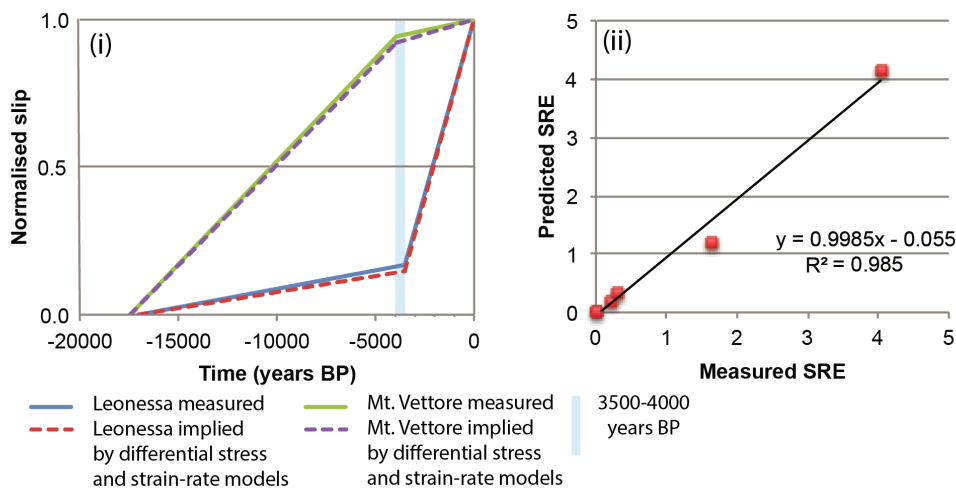 (i)
1.0
0.5
0.0
Normalised slip
-20000
-15000
-10000
-5000
0
Time (years BP)
(ii)
5
4
3
2
1
0
Predicted SRE
y = 0.9985x - 0.055
R² = 0.985
0
1
2
3
4
5
Measured SRE
Leonessa measured
Leonessa implied
by differential stress
and strain-rate models
Mt. Vettore measured
Mt. Vettore implied
by differential stress
and strain-rate models
3500-4000
years BP